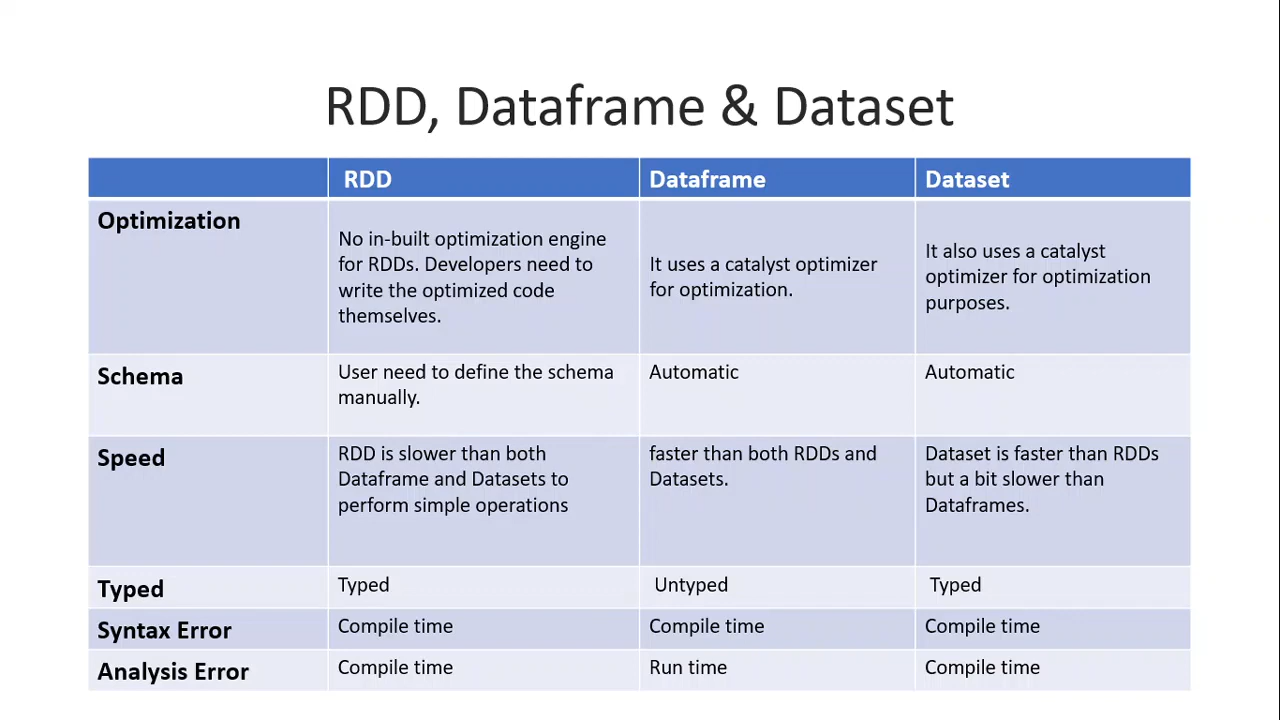 RDD, Dataframe & Dataset
RDD Dataframe Dataset
Optimization
No in-built optimization engine
for RDDs. Developers need to
write the optimized code
themselves.
It uses a catalyst optimizer
for optimization.
It also uses a catalyst
optimizer for optimization
purposes.
Schema
User need to define the schema
manually.
Automatic
Automatic
Speed
RDD is slower than both
Dataframe and Datasets to
perform simple operations
faster than both RDDs and
Datasets.
Dataset is faster than RDDs
but a bit slower than
Dataframes.
Typed
Typed
Untyped
Typed
Syntax Error
Compile time
Compile time
Compile time
Analysis Error
Compile time
Run time
Compile time